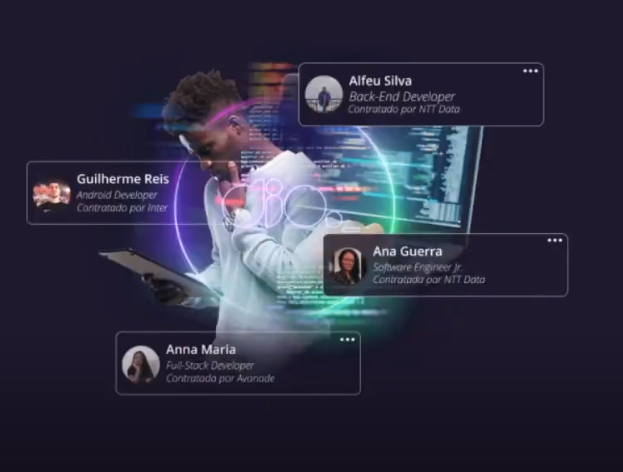 Alfeu Silva
Back-End Developer
Contratado por NTT Data
Guilherme Reis
Android Developer
Contratado por Inter
dio.
Ana Guerra
Software Engineer Jr.
Contratada por NTT Data
Anna Maria
Full-Stack Developer
Contratada por Avanade